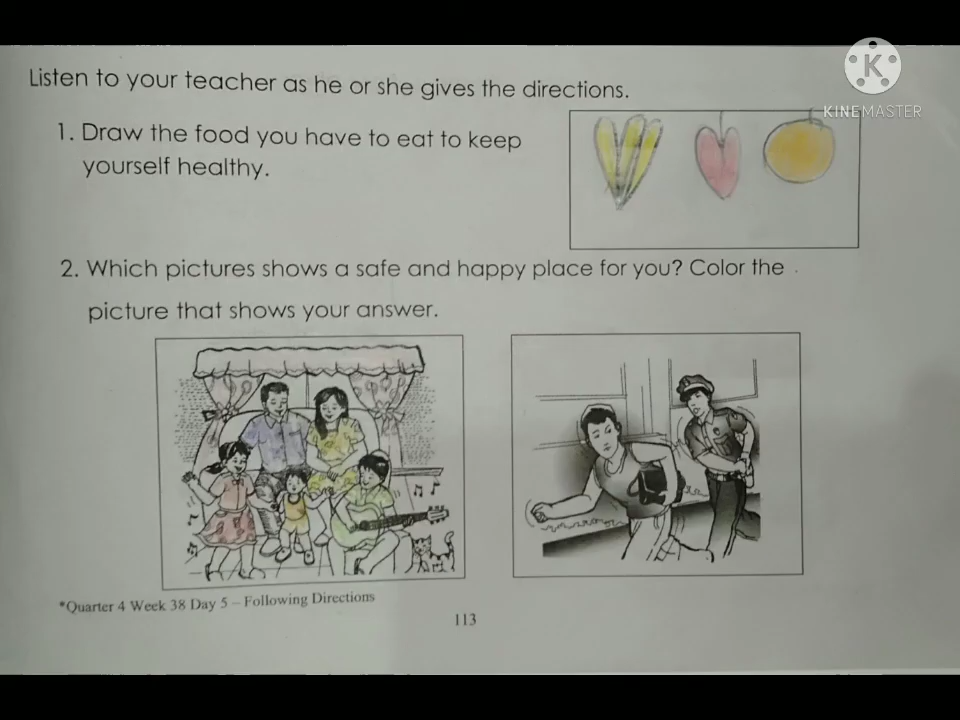 Listen to your teacher as he or she gives the directions.
K
KINEMASTER
1. Draw the food you have to eat to keep
yourself healthy.
2. Which pictures shows a safe and happy place for you? Color the
picture that shows your answer.
*Quarter 4 Week 38 Day 5 – Following Directions
113